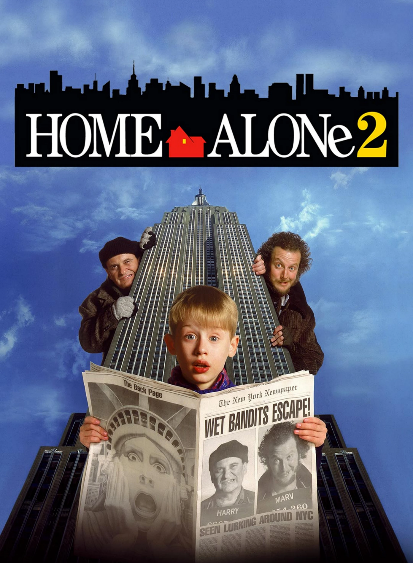 HOME ALONe 2
The Back Page
The New York Newspaper
WET BANDITS ESCAPE!
HARRY
MARV
SEEN LURKING AROUND NYC